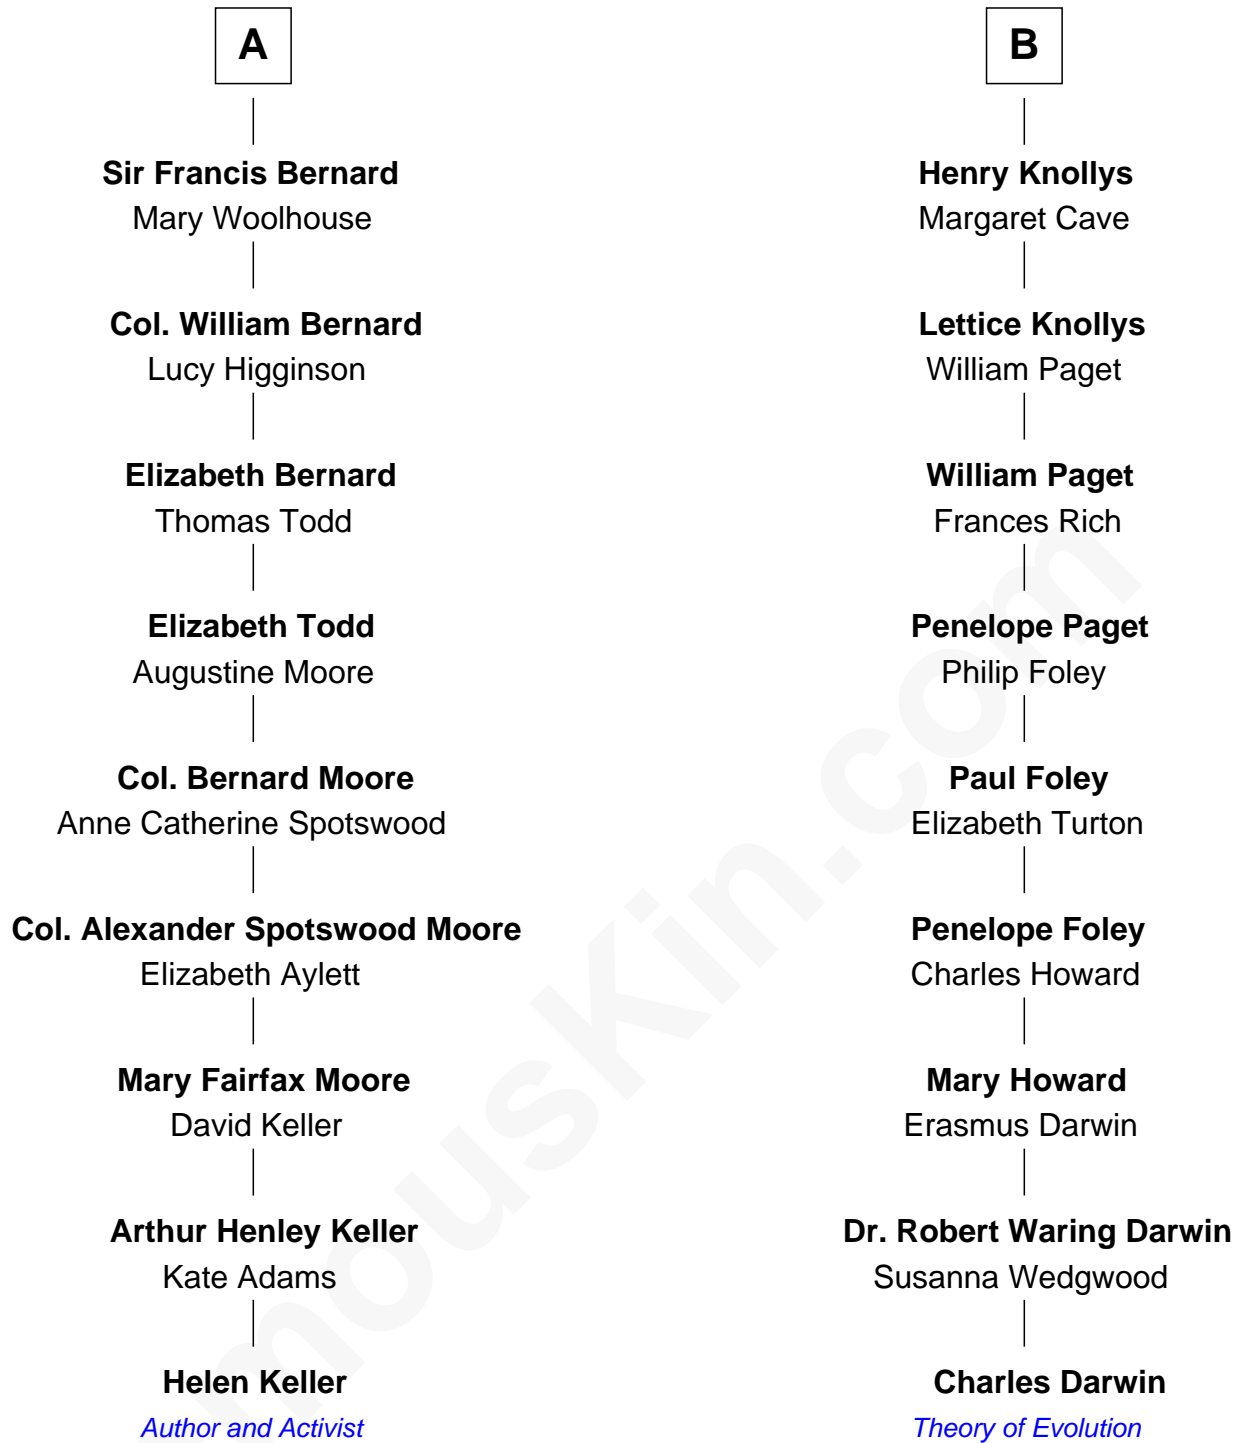 A
Sir Francis Bernard
Mary Woolhouse
Col. William Bernard
Lucy Higginson
Elizabeth Bernard
Thomas Todd
Elizabeth Todd
Augustine Moore
Col. Bernard Moore
Anne Catherine Spotswood
Col. Alexander Spotswood Moore
Elizabeth Aylett
Mary Fairfax Moore
David Keller
Arthur Henley Keller
Kate Adams
Helen Keller
Author and Activist
B
Henry Knollys
Margaret Cave
Lettice Knollys
William Paget
William Paget
Frances Rich
Penelope Paget
Philip Foley
Paul Foley
Elizabeth Turton
Penelope Foley
Charles Howard
Mary Howard
Erasmus Darwin
Dr. Robert Waring Darwin
Susanna Wedgwood
Charles Darwin
Theory of Evolution
mousKin.com